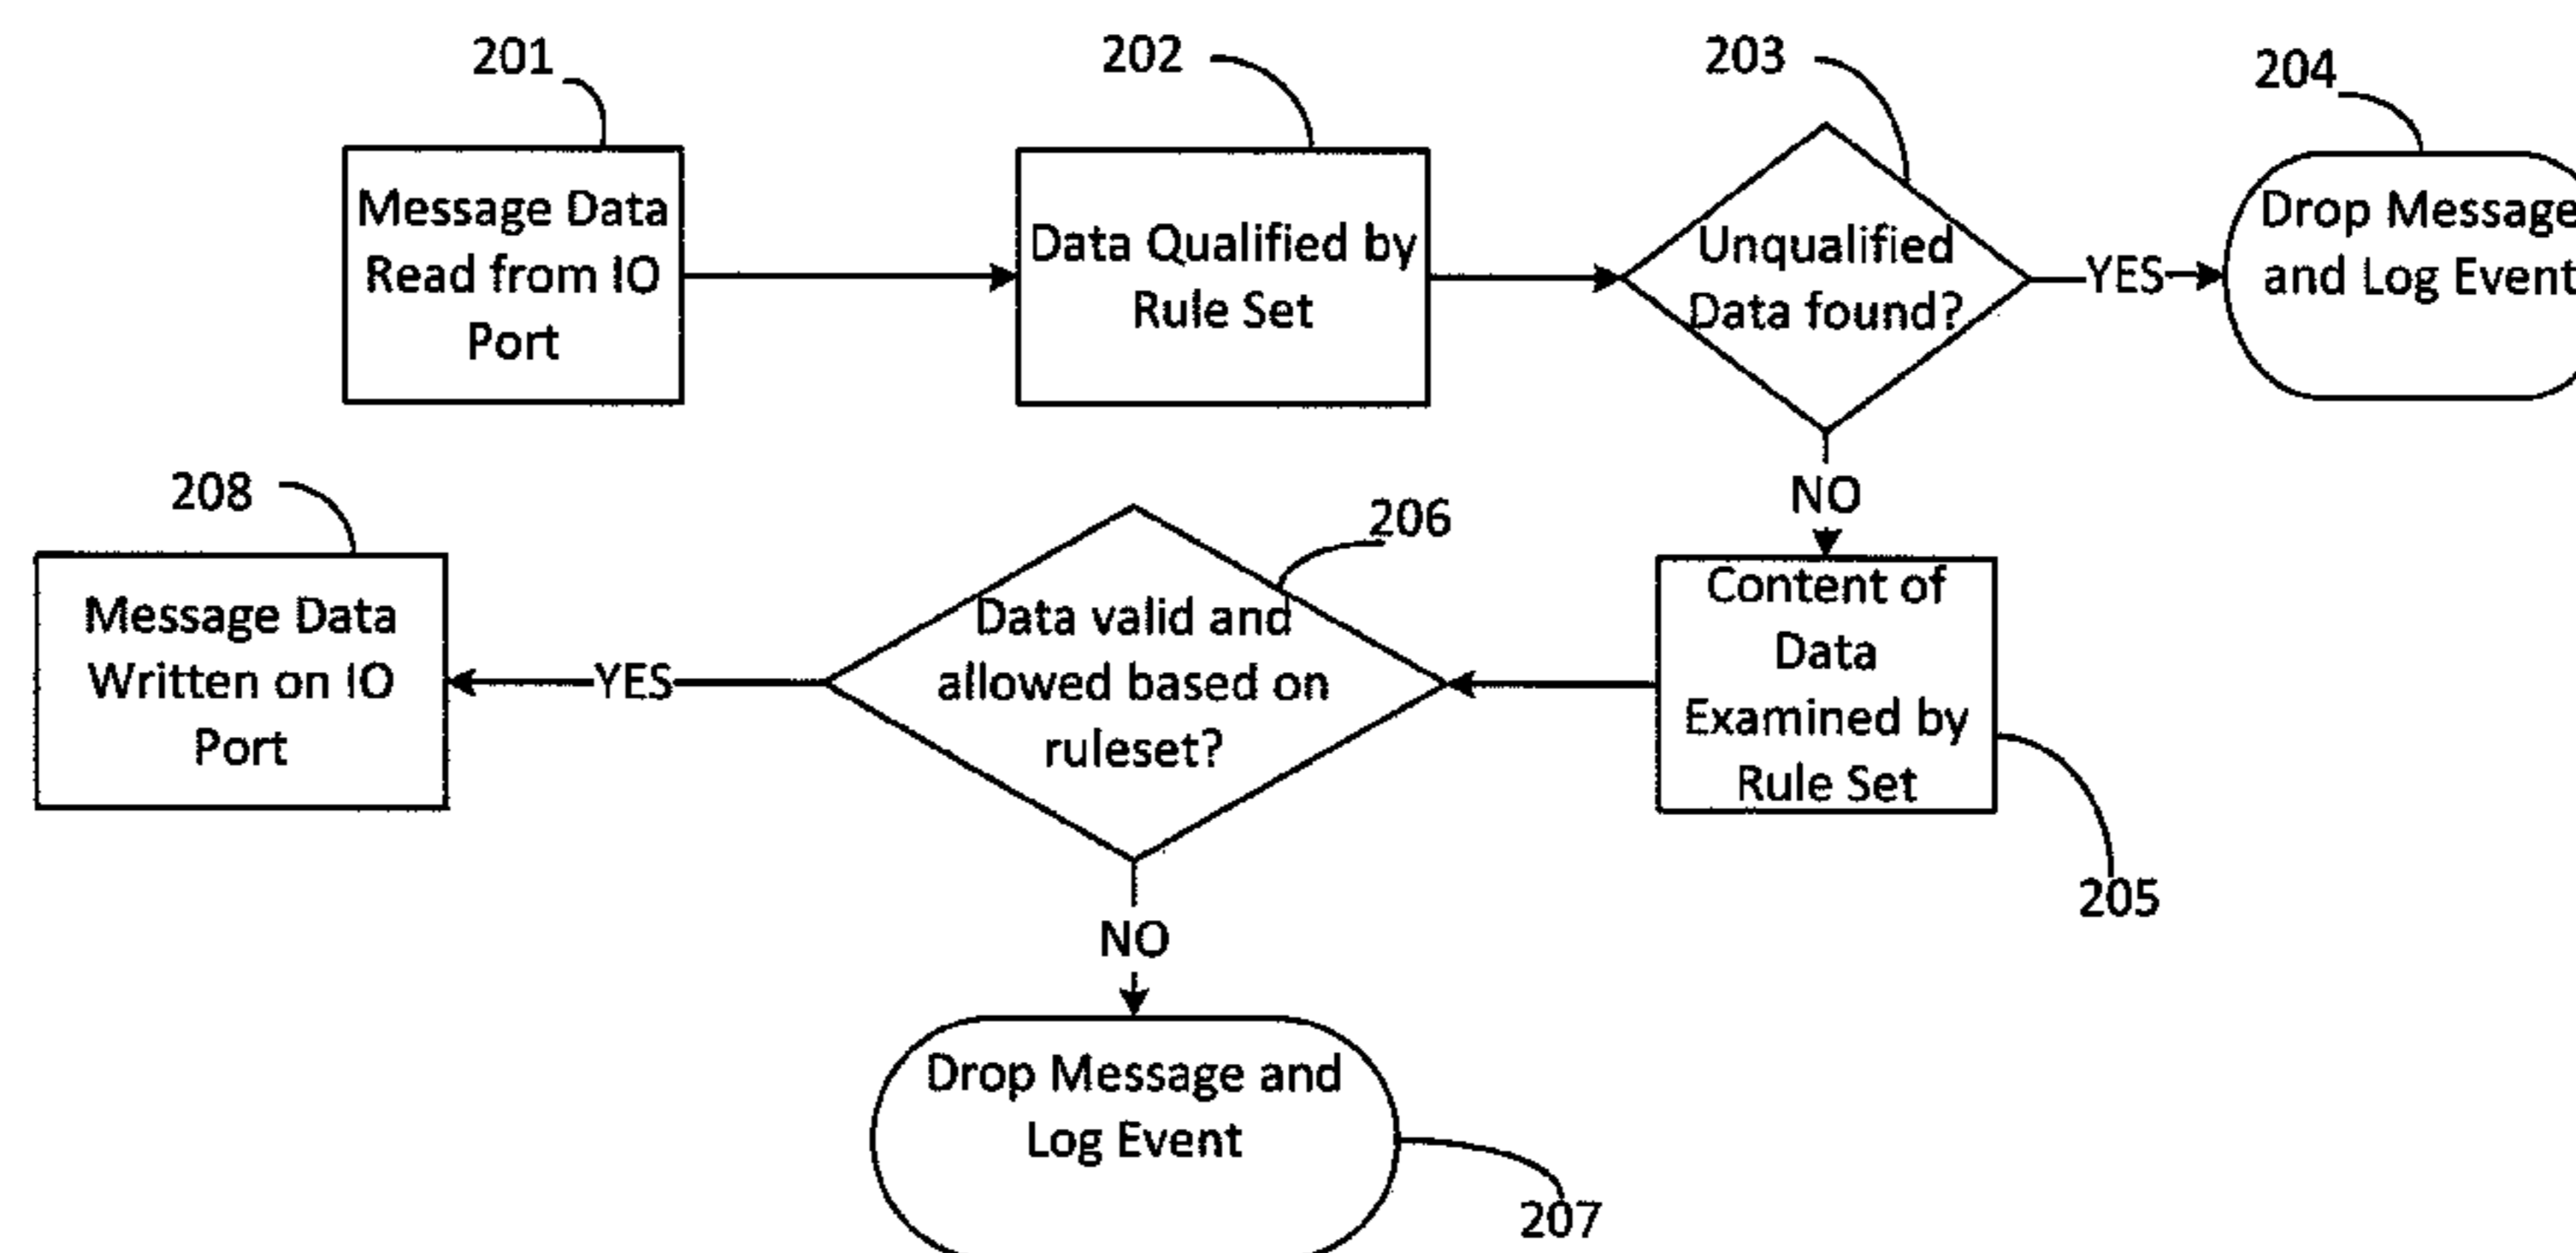 201
202
203
204
Message Data
Read from IO
Port
Data Qualified by
Rule Set
Unqualified
Data found?
YES
Drop Message
and Log Event
NO
208
206
Message Data
Written on IO
Port
YES
Data valid and
allowed based on
ruleset?
Content of
Data
Examined by
Rule Set
205
NO
Drop Message and
Log Event
207